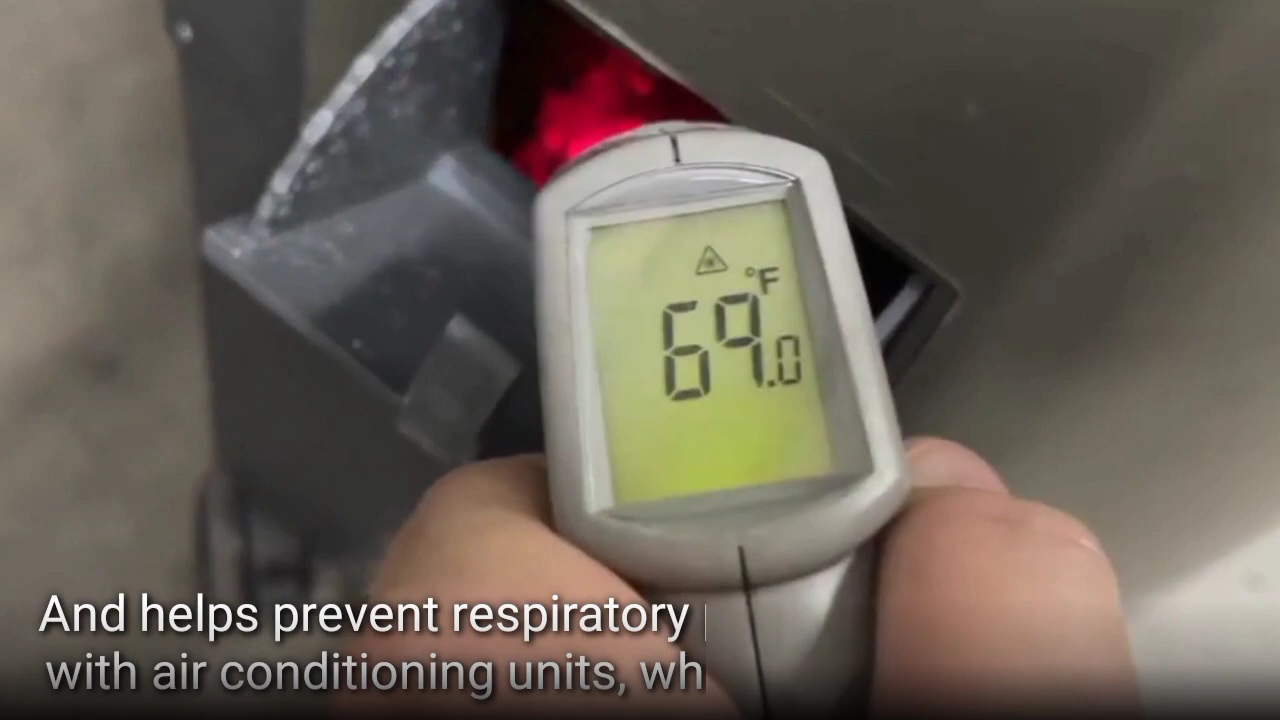 °F
69.0
And helps prevent respiratory
with air conditioning units, wh